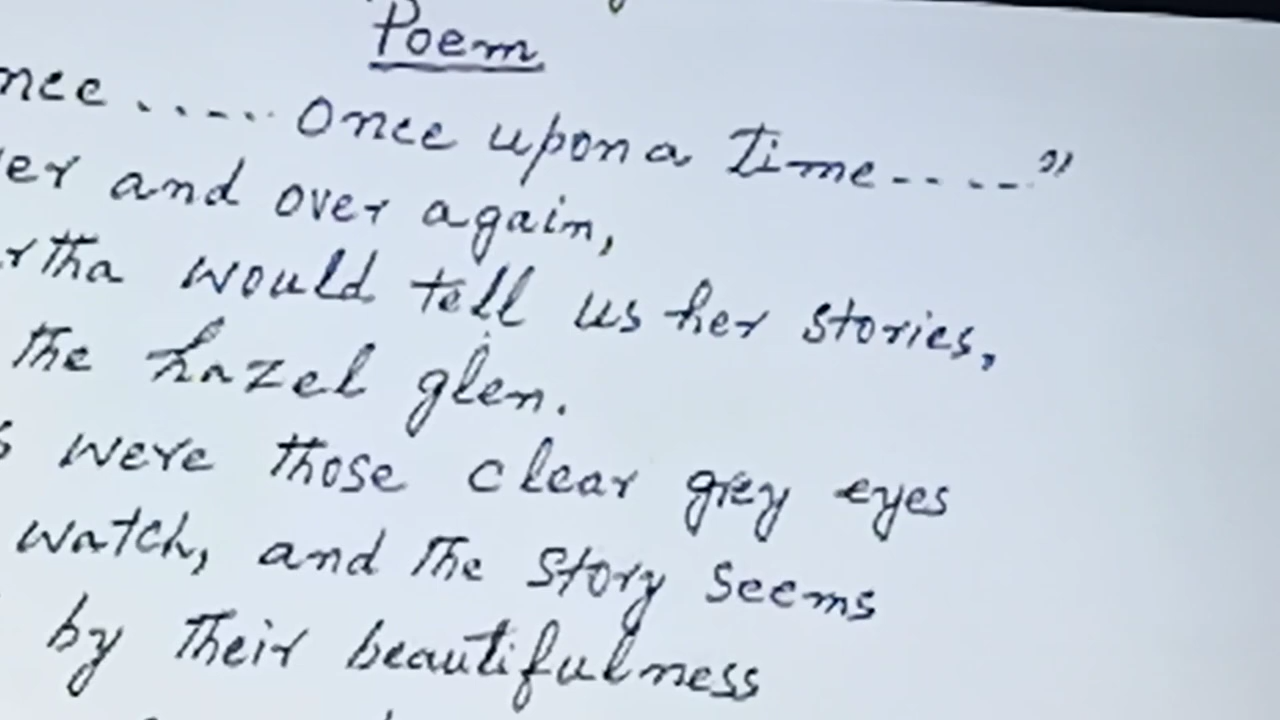 Poem
nce ..... Once upon a Time....."
er and over again,
rtha would tell us her stories,
the hazel glen.
s were those clear grey eyes
watch, and the story seems
by their beautifulness